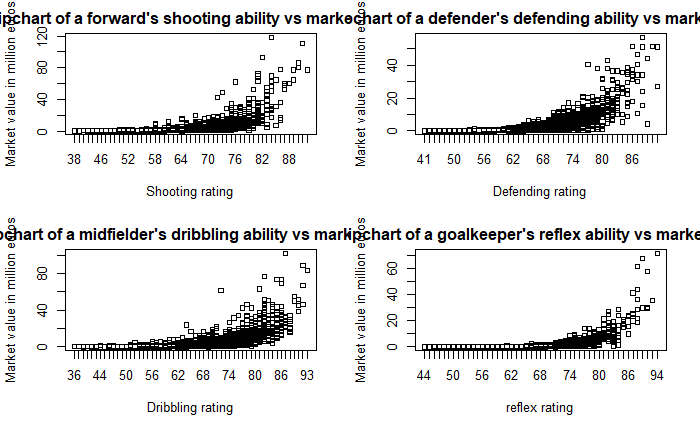 ipchart of a forward's shooting ability vs marke
Market value in million euros
0 40 80 120
38 46 52 58 64 70 76 82 88
Shooting rating
chart of a defender's defending ability vs mark
Market value in million euros
0 20 40
41 50 56 62 68 74 80 86
Defending rating
pchart of a midfielder's dribbling ability vs mark
Market value in million euros
0 40 80
36 44 50 56 62 68 74 80 86 93
Dribbling rating
ipchart of a goalkeeper's reflex ability vs marke
Market value in million euros
0 20 40 60
44 50 56 62 68 74 80 86 94
reflex rating